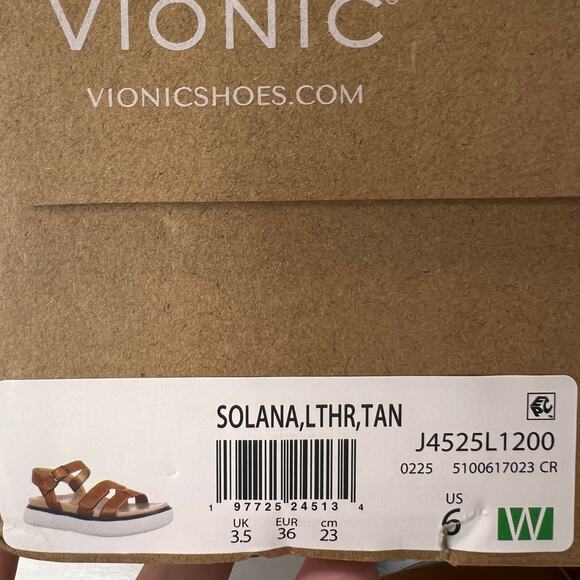 VIONIC®
VIONICSHOES.COM
SOLANA,LTHR,TAN
J4525L1200
0225 5100617023 CR
1 97725 24513 4
UK EUR cm
3.5 36 23
US
6 W